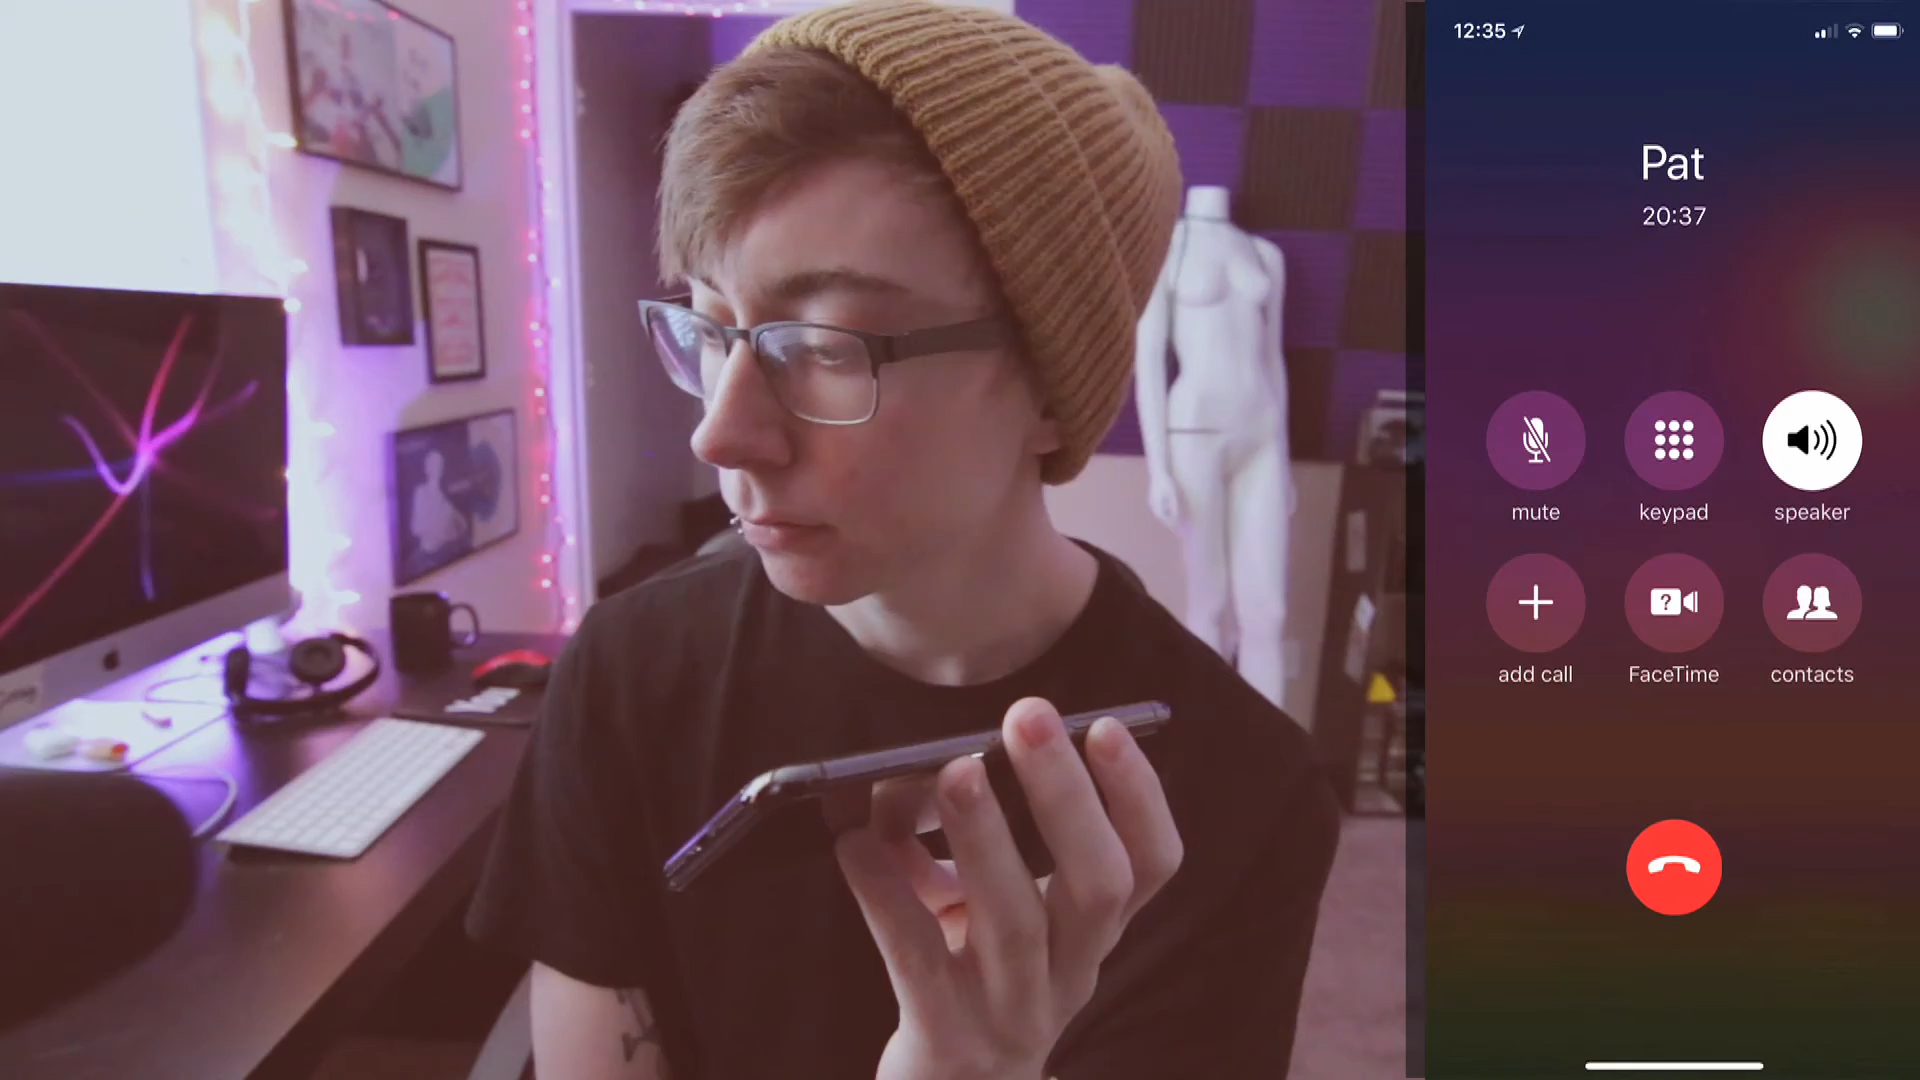 12:35
Pat
20:37
mute
keypad
speaker
add call
FaceTime
contacts